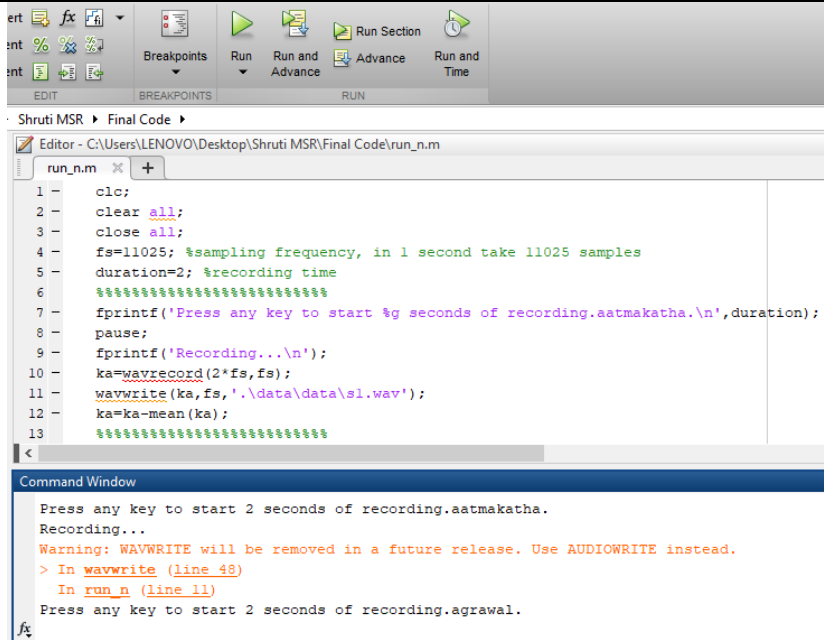 ert fx fi
ent %
ent
Breakpoints Run Run and Advance Run Section Advance Run and Time
EDIT BREAKPOINTS RUN
Shruti MSR ▸ Final Code ▸
Editor - C:\Users\LENOVO\Desktop\Shruti MSR\Final Code\run_n.m
run_n.m × +
1 - clc;
2 - clear all;
3 - close all;
4 - fs=11025; %sampling frequency, in 1 second take 11025 samples
5 - duration=2; %recording time
6 %%%%%%%%%%%%%%%%%%%%%%%%%%
7 - fprintf('Press any key to start %g seconds of recording.aatmakatha.\n',duration);
8 - pause;
9 - fprintf('Recording...\n');
10 - ka=wavrecord(2*fs,fs);
11 - wavwrite(ka,fs,'.\data\data\s1.wav');
12 - ka=ka-mean(ka);
13 %%%%%%%%%%%%%%%%%%%%%%%%%%
Command Window
Press any key to start 2 seconds of recording.aatmakatha.
Recording...
Warning: WAVWRITE will be removed in a future release. Use AUDIOWRITE instead.
> In wavwrite (line 48)
In run_n (line 11)
Press any key to start 2 seconds of recording.agrawal.
fx